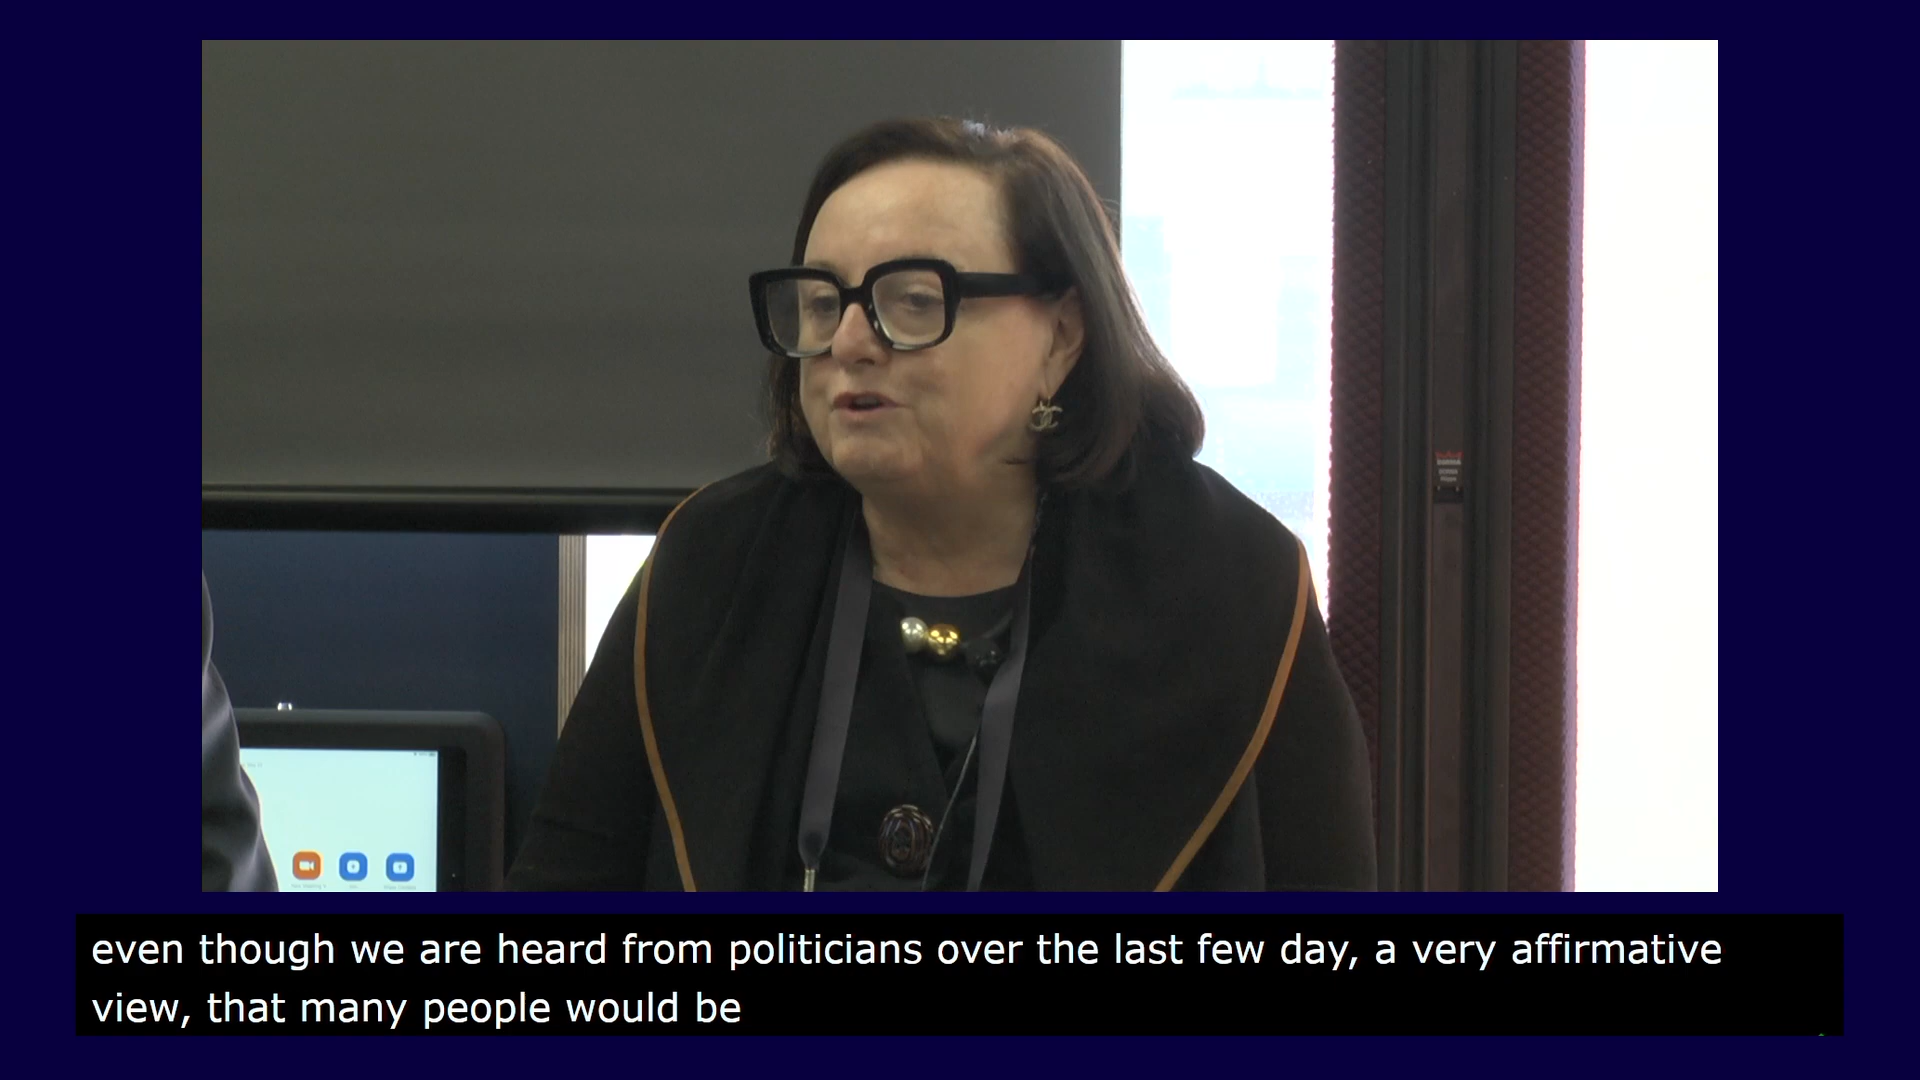 even though we are heard from politicians over the last few day, a very affirmative
view, that many people would be